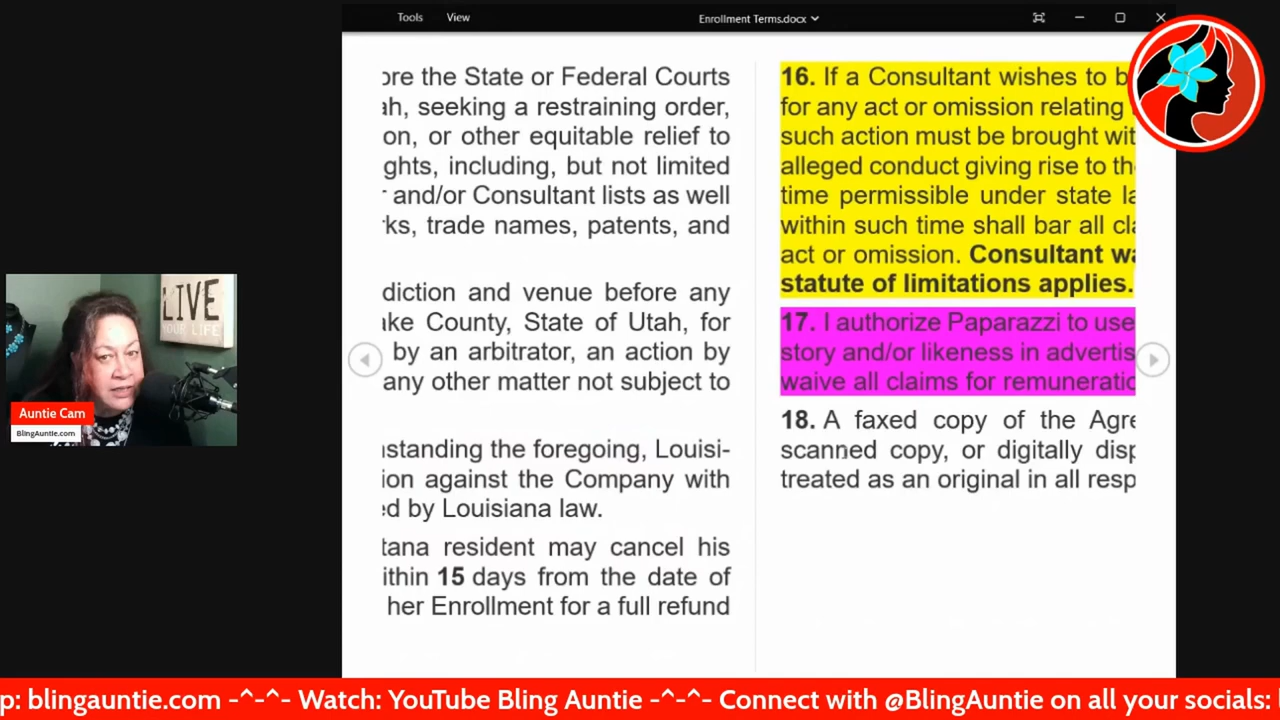 Tools View Enrollment Terms.docx
ore the State or Federal Courts
ah, seeking a restraining order,
on, or other equitable relief to
ghts, including, but not limited
and/or Consultant lists as well
ks, trade names, patents, and
diction and venue before any
ake County, State of Utah, for
by an arbitrator, an action by
any other matter not subject to
standing the foregoing, Louisi-
ion against the Company with
ed by Louisiana law.
tana resident may cancel his
ithin 15 days from the date of
her Enrollment for a full refund
16. If a Consultant wishes to b
for any act or omission relating
such action must be brought wit
alleged conduct giving rise to th
time permissible under state la
within such time shall bar all cla
act or omission. Consultant wa
statute of limitations applies.
17. I authorize Paparazzi to use
story and/or likeness in advertis
waive all claims for remuneratio
18. A faxed copy of the Agre
scanned copy, or digitally disp
treated as an original in all resp
LIVE
YOUR LIFE
Auntie Cam
BlingAuntie.com
p: blingauntie.com -^-^- Watch: YouTube Bling Auntie -^-^- Connect with @BlingAuntie on all your socials: